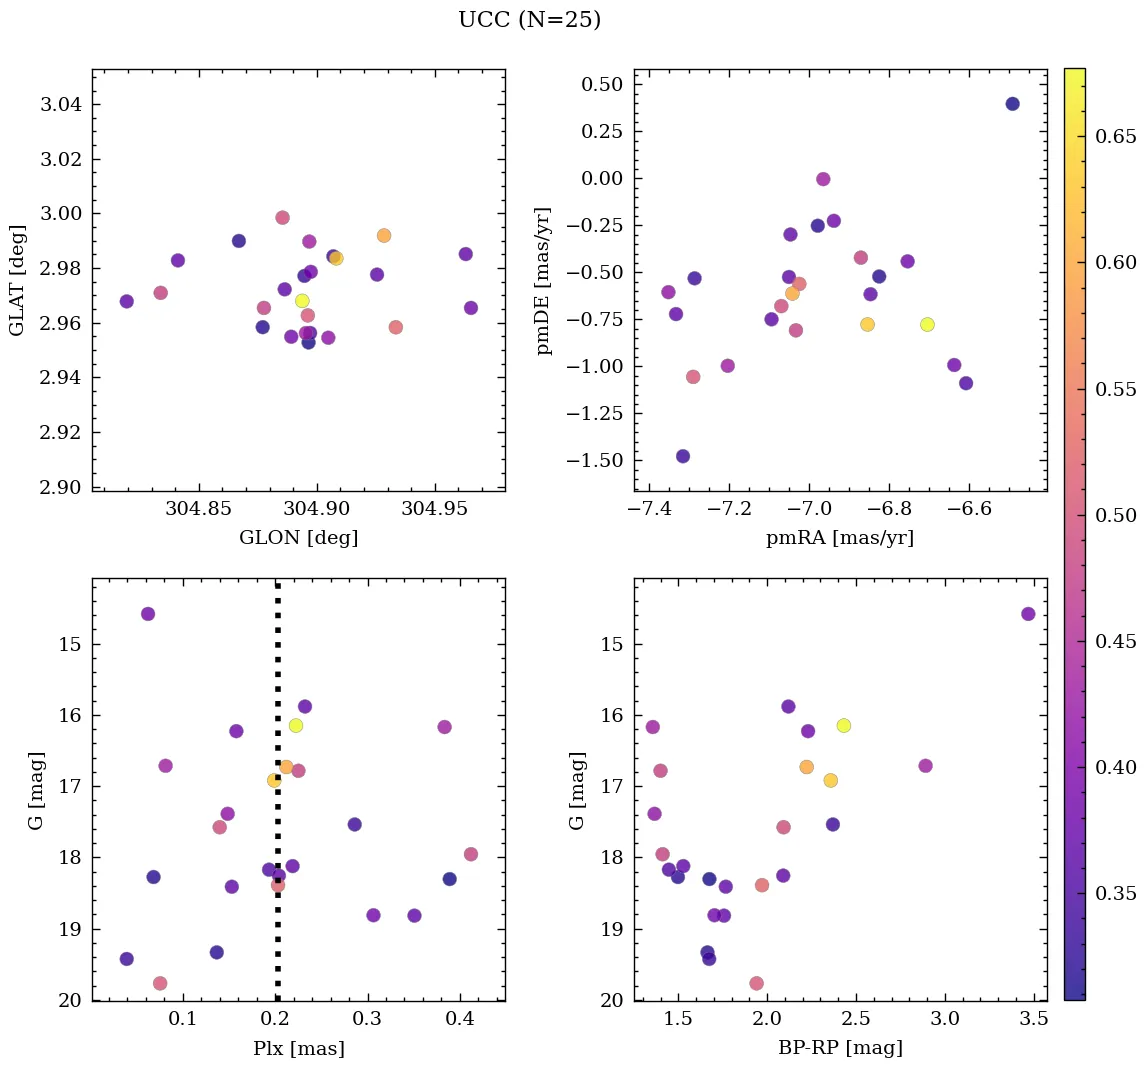 UCC (N=25)
3.04
3.02
3.00
2.98
2.96
2.94
2.92
2.90
GLAT [deg]
304.85 304.90 304.95
GLON [deg]
0.50
0.25
0.00
−0.25
−0.50
−0.75
−1.00
−1.25
−1.50
pmDE [mas/yr]
−7.4 −7.2 −7.0 −6.8 −6.6
pmRA [mas/yr]
15
16
17
18
19
20
G [mag]
0.1 0.2 0.3 0.4
Plx [mas]
15
16
17
18
19
20
G [mag]
1.5 2.0 2.5 3.0 3.5
BP-RP [mag]
0.65
0.60
0.55
0.50
0.45
0.40
0.35